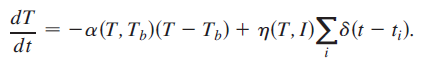 dT/dt = −α(T, T_b)(T − T_b) + η(T, I)∑_i δ(t − t_i).